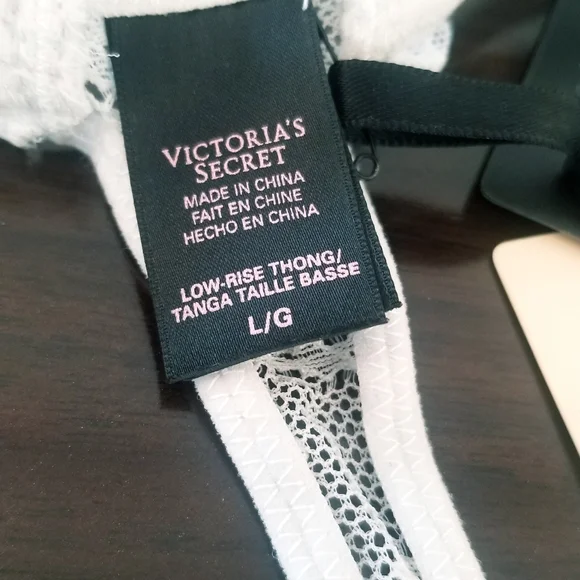 VICTORIA'S
SECRET
MADE IN CHINA
FAIT EN CHINE
HECHO EN CHINA
LOW-RISE THONG/
TANGA TAILLE BASSE
L/G